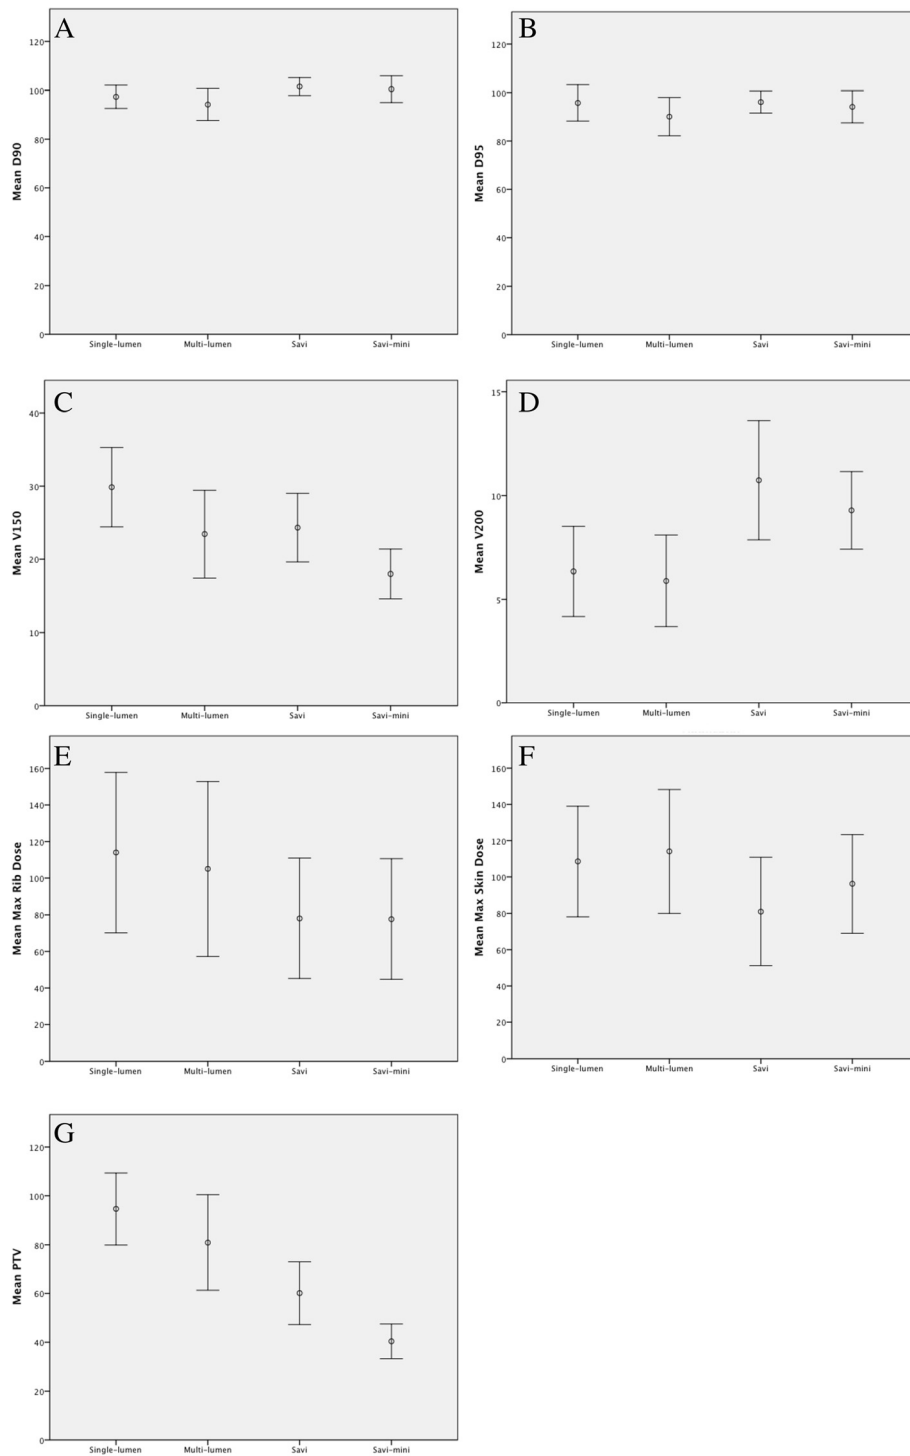 A
Mean D90
120
100
80
60
40
20
0
Single-lumen Multi-lumen Savi Savi-mini
B
Mean D95
120
100
80
60
40
20
0
Single-lumen Multi-lumen Savi Savi-mini
C
Mean V150
40
30
20
10
0
Single-lumen Multi-lumen Savi Savi-mini
D
Mean V200
15
10
5
0
Single-lumen Multi-lumen Savi Savi-mini
E
Mean Max Rib Dose
160
140
120
100
80
60
40
20
0
Single-lumen Multi-lumen Savi Savi-mini
F
Mean Max Skin Dose
160
140
120
100
80
60
40
20
0
Single-lumen Multi-lumen Savi Savi-mini
G
Mean PTV
120
100
80
60
40
20
0
Single-lumen Multi-lumen Savi Savi-mini